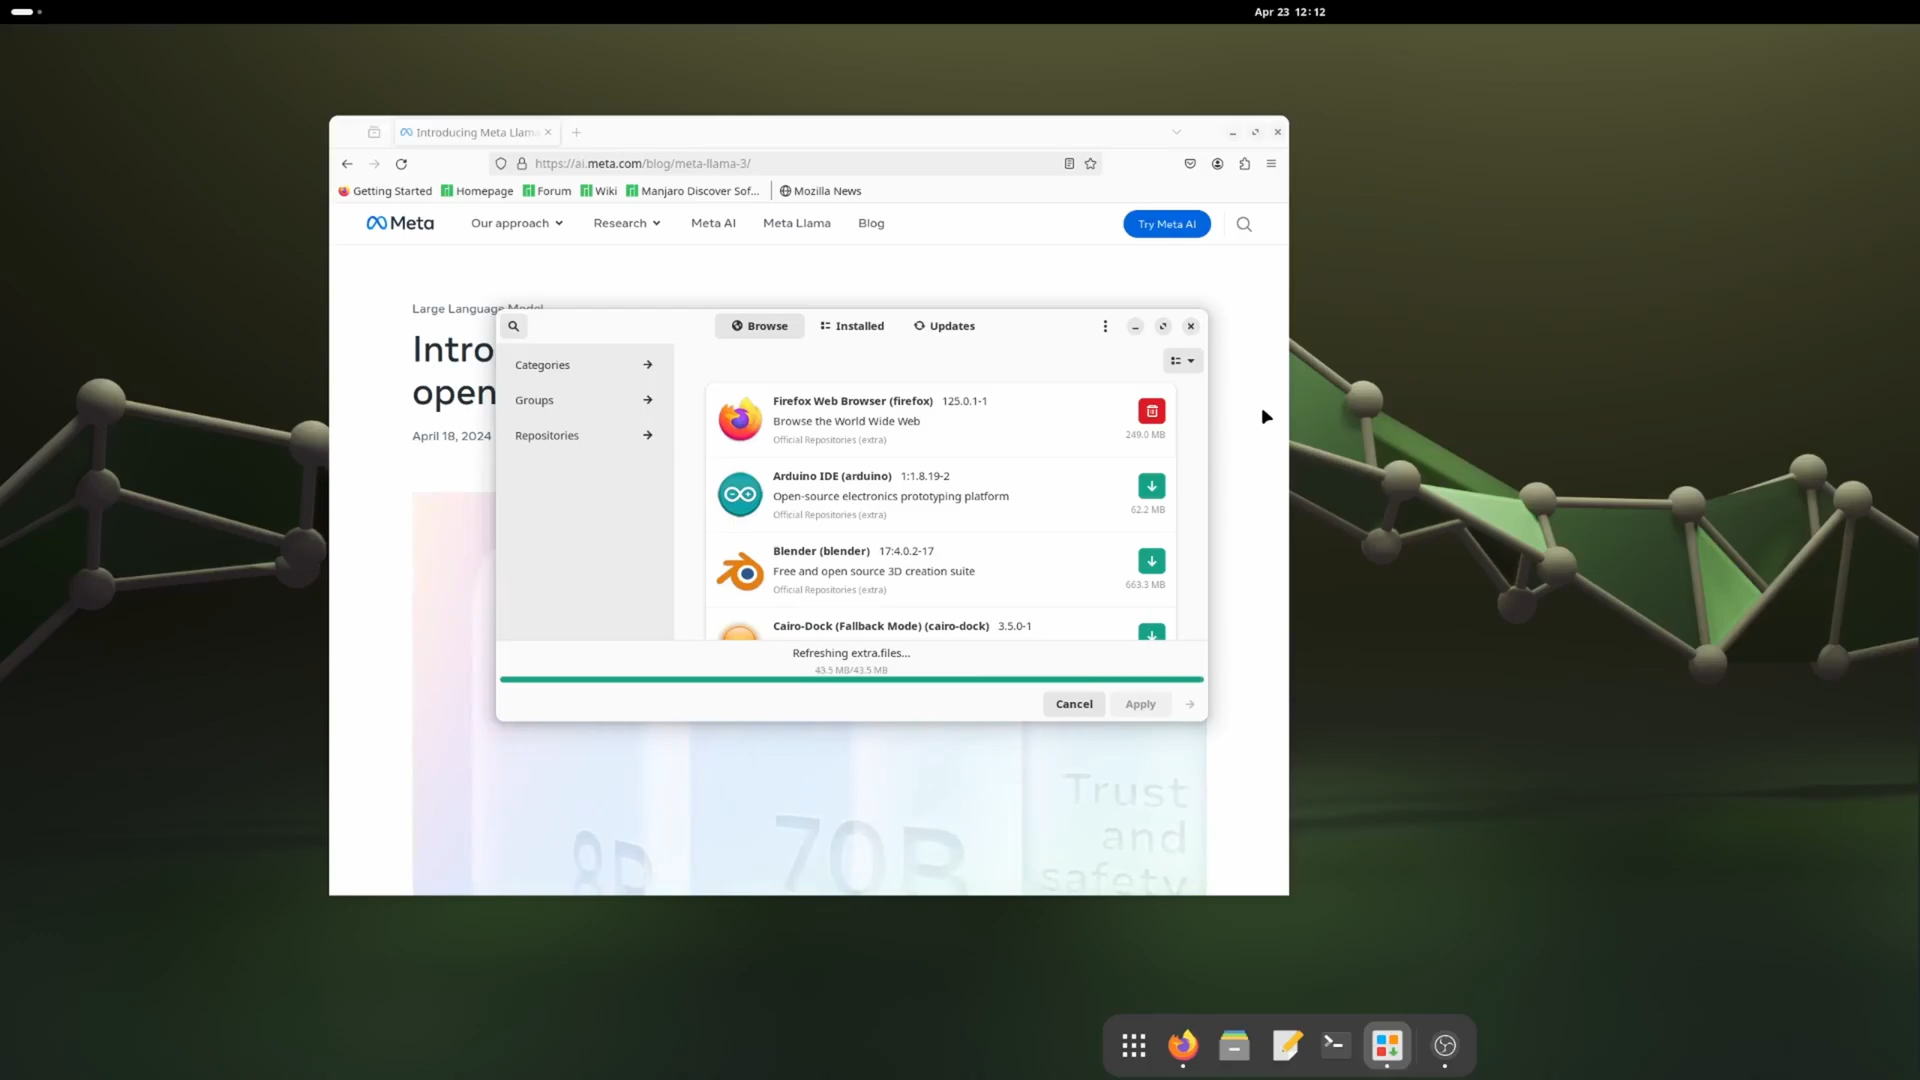 Apr 23 12:12
Introducing Meta Llam
https://ai.meta.com/blog/meta-llama-3/
Getting Started Homepage Forum Wiki Manjaro Discover Sof... Mozilla News
Meta Our approach Research Meta AI Meta Llama Blog Try Meta AI
Large Language Model
Intro
open
April 18, 2024
Browse Installed Updates
Categories
Groups
Repositories
Firefox Web Browser (firefox) 125.0.1-1
Browse the World Wide Web
Official Repositories (extra)
249.0 MB
Arduino IDE (arduino) 1:1.8.19-2
Open-source electronics prototyping platform
Official Repositories (extra)
62.2 MB
Blender (blender) 17:4.0.2-17
Free and open source 3D creation suite
Official Repositories (extra)
663.3 MB
Cairo-Dock (Fallback Mode) (cairo-dock) 3.5.0-1
Refreshing extra.files...
43.5 MB/43.5 MB
Cancel Apply
8B
70B
Trust
and
safety